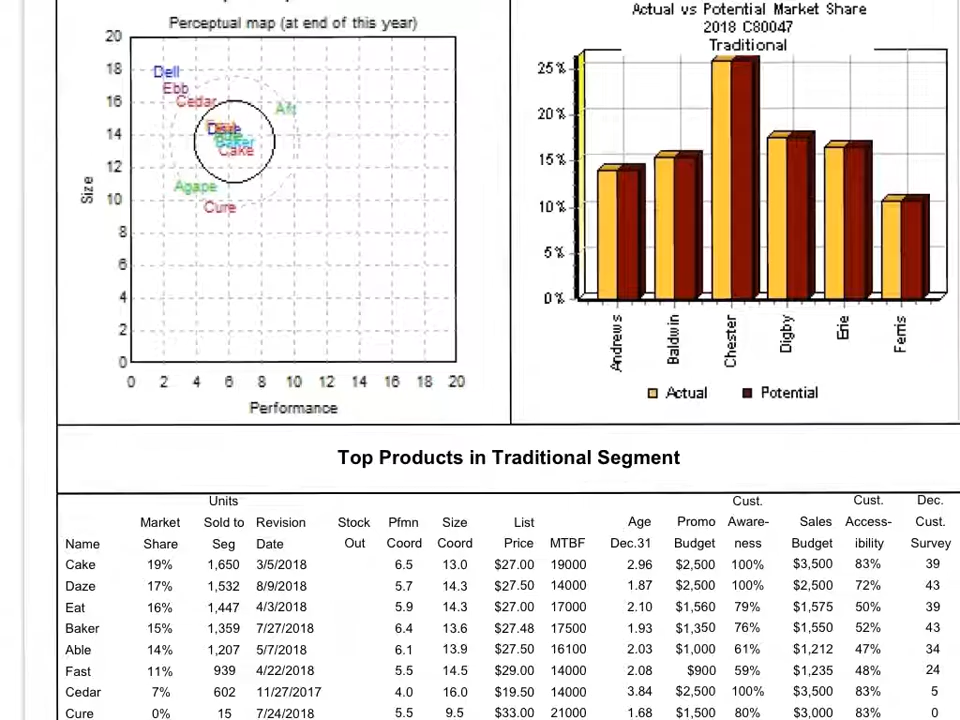 Perceptual map (at end of this year)
20
18
16
14
12
10
8
6
4
2
0
Size
Dell
Ebb
Cedar
Aft
Daze
Baker
Cake
Agape
Cure
0 2 4 6 8 10 12 14 16 18 20
Performance
Actual vs Potential Market Share
2018 C80047
Traditional
25%
20%
15%
10%
5%
0%
Andrews
Baldwin
Chester
Digby
Erie
Ferris
Actual Potential
Top Products in Traditional Segment
Units Cust. Cust. Dec.
Market Sold to Revision Stock Pfmn Size List Age Promo Aware- Sales Access- Cust.
Name Share Seg Date Out Coord Coord Price MTBF Dec.31 Budget ness Budget ibility Survey
Cake 19% 1,650 3/5/2018 6.5 13.0 $27.00 19000 2.96 $2,500 100% $3,500 83% 39
Daze 17% 1,532 8/9/2018 5.7 14.3 $27.50 14000 1.87 $2,500 100% $2,500 72% 43
Eat 16% 1,447 4/3/2018 5.9 14.3 $27.00 17000 2.10 $1,560 79% $1,575 50% 39
Baker 15% 1,359 7/27/2018 6.4 13.6 $27.48 17500 1.93 $1,350 76% $1,550 52% 43
Able 14% 1,207 5/7/2018 6.1 13.9 $27.50 16100 2.03 $1,000 61% $1,212 47% 34
Fast 11% 939 4/22/2018 5.5 14.5 $29.00 14000 2.08 $900 59% $1,235 48% 24
Cedar 7% 602 11/27/2017 4.0 16.0 $19.50 14000 3.84 $2,500 100% $3,500 83% 5
Cure 0% 15 7/24/2018 5.5 9.5 $33.00 21000 1.68 $1,500 80% $3,000 83% 0